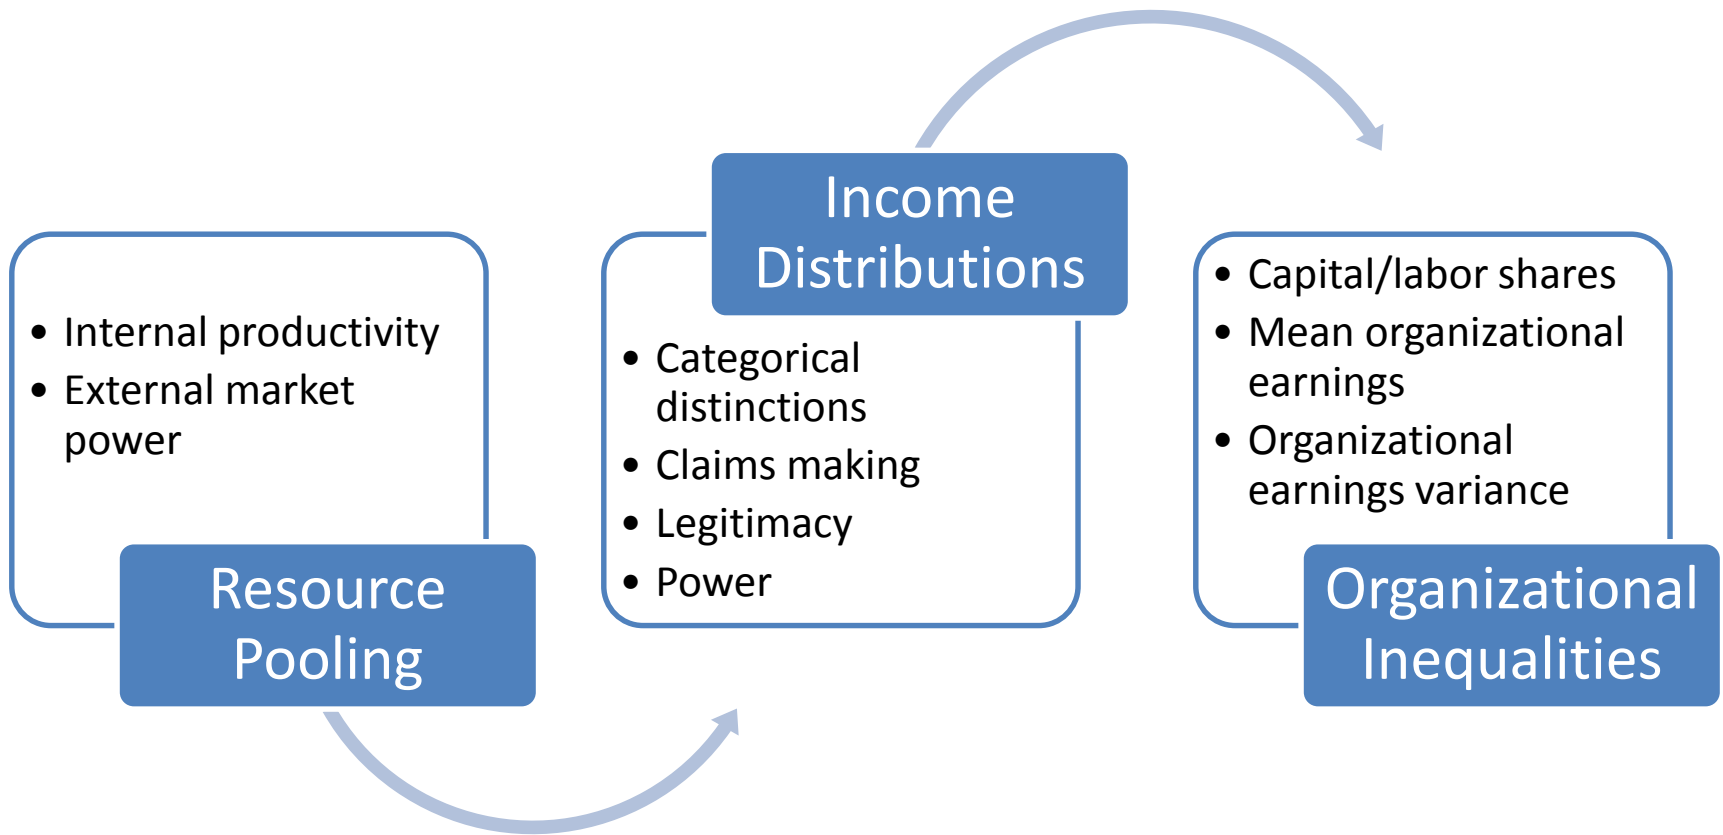 • Internal productivity
• External market
power
Resource
Pooling
Income
Distributions
• Categorical
distinctions
• Claims making
• Legitimacy
• Power
• Capital/labor shares
• Mean organizational
earnings
• Organizational
earnings variance
Organizational
Inequalities